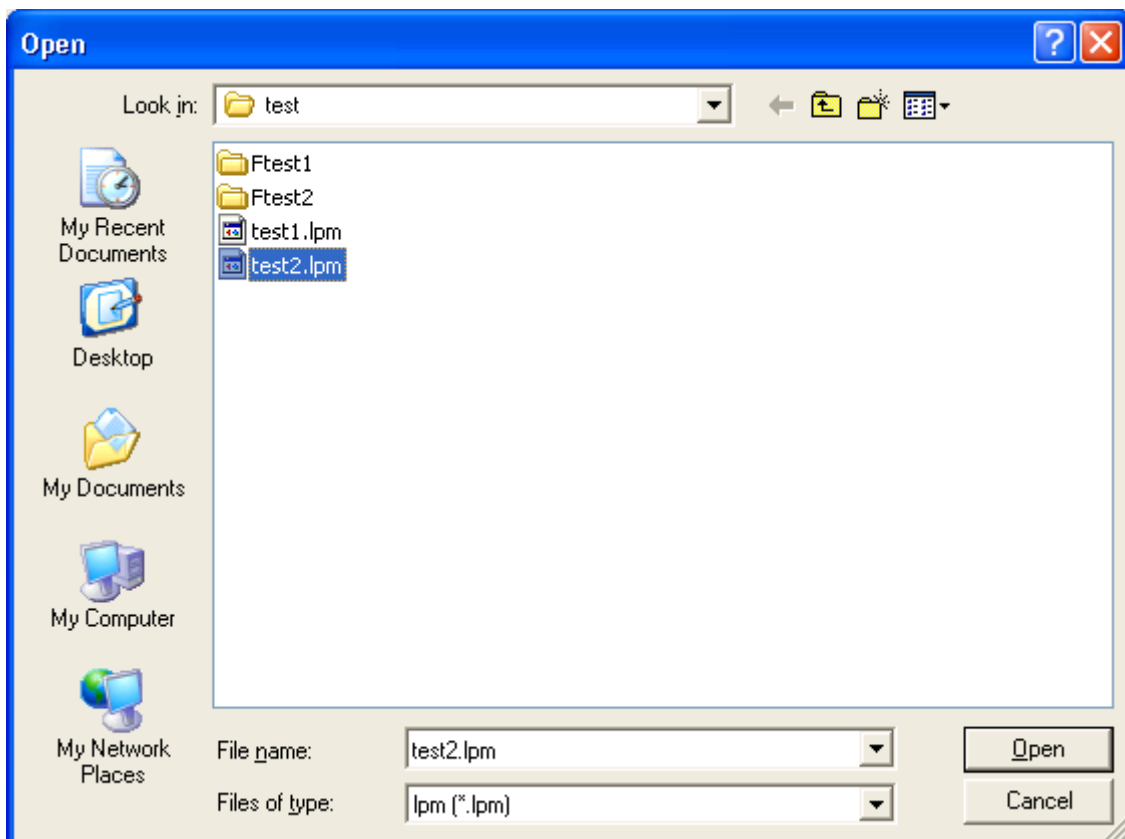 Open
Look in:
test
Ftest1
Ftest2
test1.lpm
test2.lpm
My Recent
Documents
Desktop
My Documents
My Computer
My Network
Places
File name:
test2.lpm
Open
Files of type:
lpm (*.lpm)
Cancel